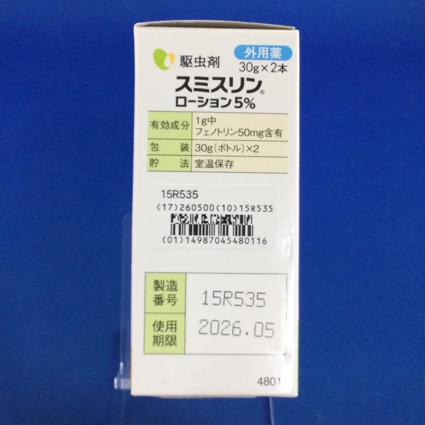 駆虫剤
外用薬
30g×2本
スミスリン®
ローション5%
有効成分 1g中
フェノトリン50mg含有
包 装 30g(ボトル)×2
貯 法 室温保存
15R535
(17)260500(10)15R535
(01)14987045480116
製造
番号 15R535
使用
期限 2026.05
4801